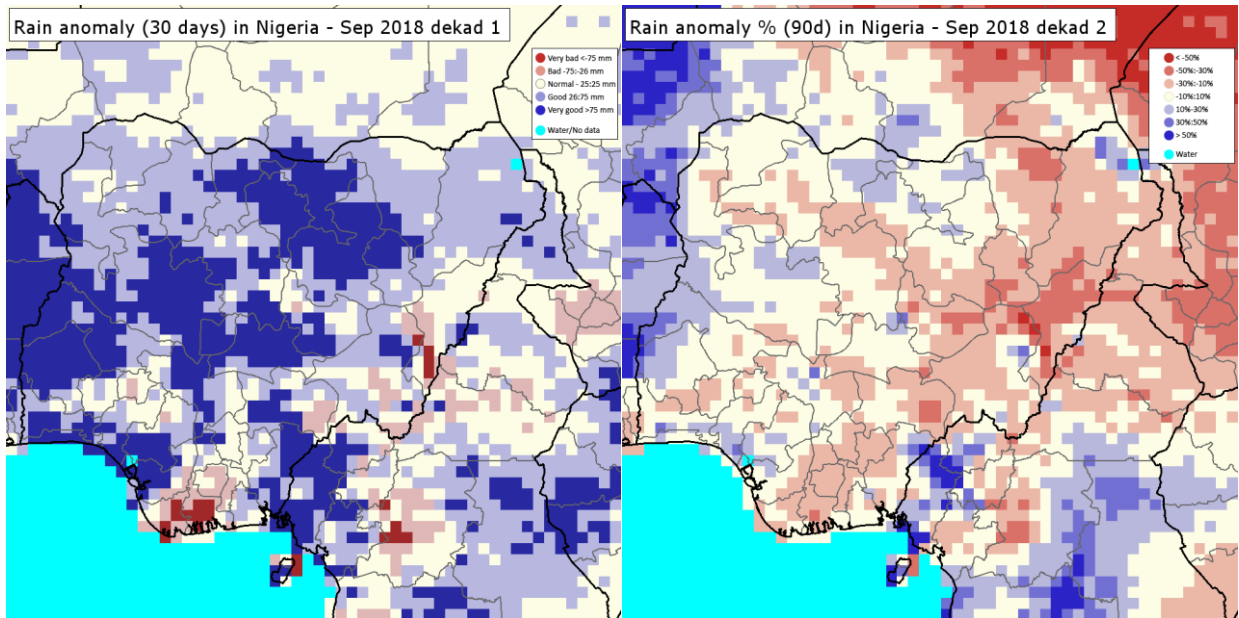 Rain anomaly (30 days) in Nigeria - Sep 2018 dekad 1
Very bad <-75 mm
Bad -75:-26 mm
Normal - 25:25 mm
Good 26:75 mm
Very good >75 mm
Water/No data
Rain anomaly % (90d) in Nigeria - Sep 2018 dekad 2
< -50%
-50%:-30%
-30%:-10%
-10%:10%
10%-30%
30%:50%
> 50%
Water